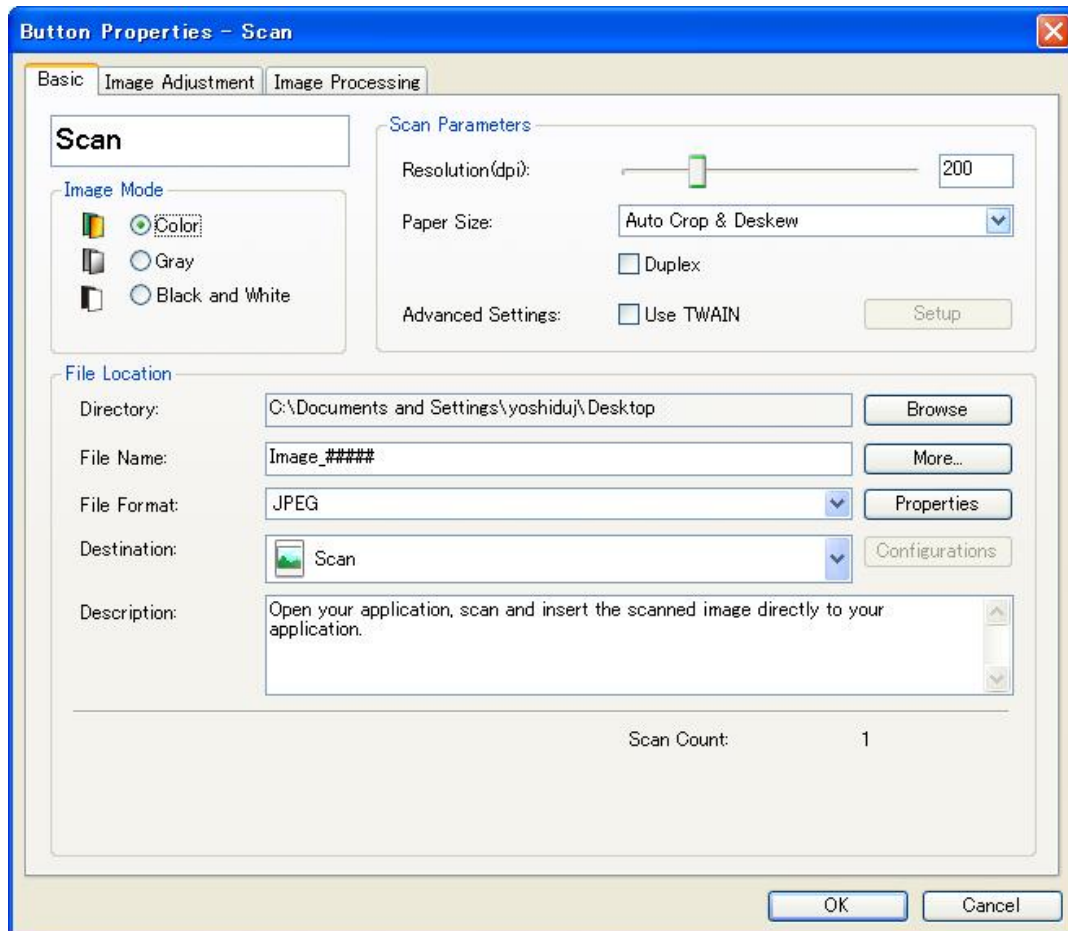 Button Properties - Scan
Basic
Image Adjustment
Image Processing
Scan
Image Mode
Color
Gray
Black and White
Scan Parameters
Resolution(dpi):
200
Paper Size:
Auto Crop & Deskew
Duplex
Advanced Settings:
Use TWAIN
Setup
File Location
Directory:
C:\Documents and Settings\yoshiduj\Desktop
Browse
File Name:
Image_#####
More...
File Format:
JPEG
Properties
Destination:
Scan
Configurations
Description:
Open your application, scan and insert the scanned image directly to your
application.
Scan Count:
1
OK
Cancel